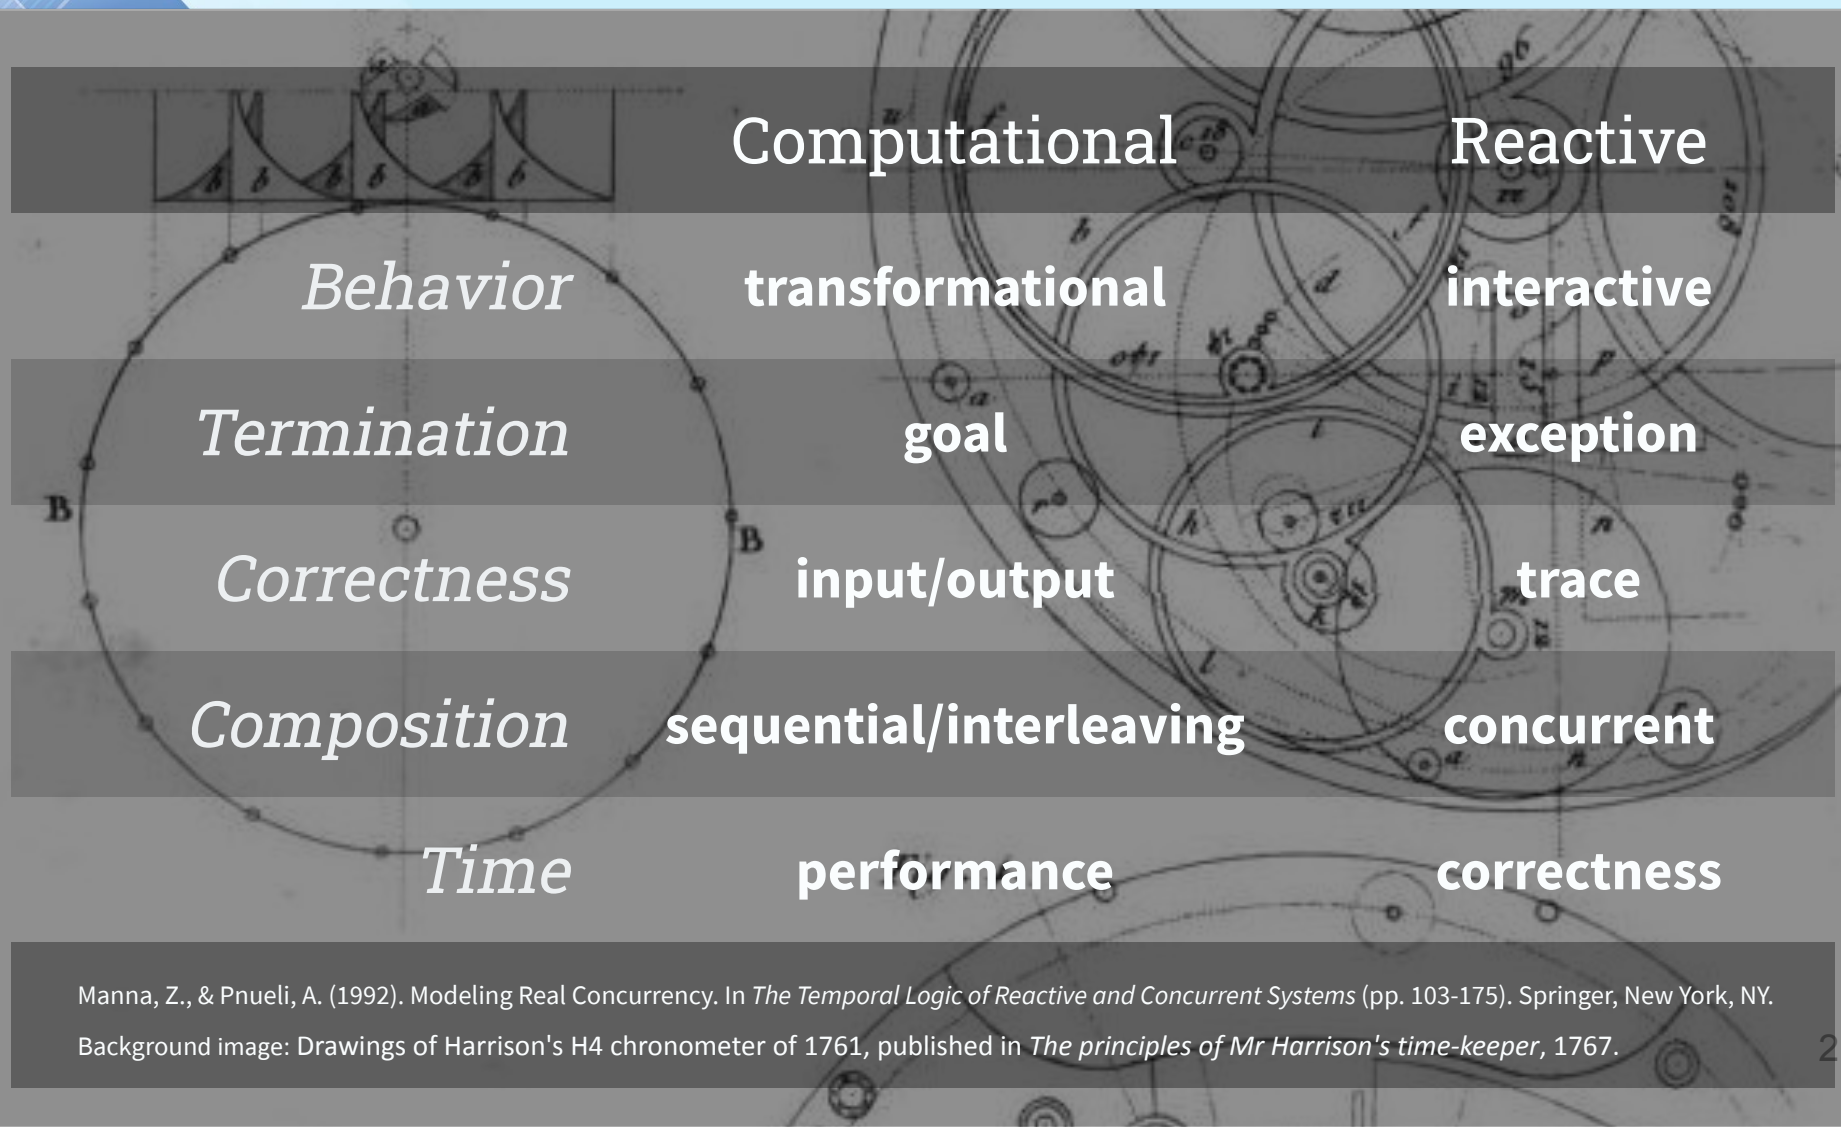 Computational Reactive
Behavior transformational interactive
Termination goal exception
Correctness input/output trace
Composition sequential/interleaving concurrent
Time performance correctness
Manna, Z., & Pnueli, A. (1992). Modeling Real Concurrency. In The Temporal Logic of Reactive and Concurrent Systems (pp. 103-175). Springer, New York, NY.
Background image: Drawings of Harrison's H4 chronometer of 1761, published in The principles of Mr Harrison's time-keeper, 1767.
2
B
B